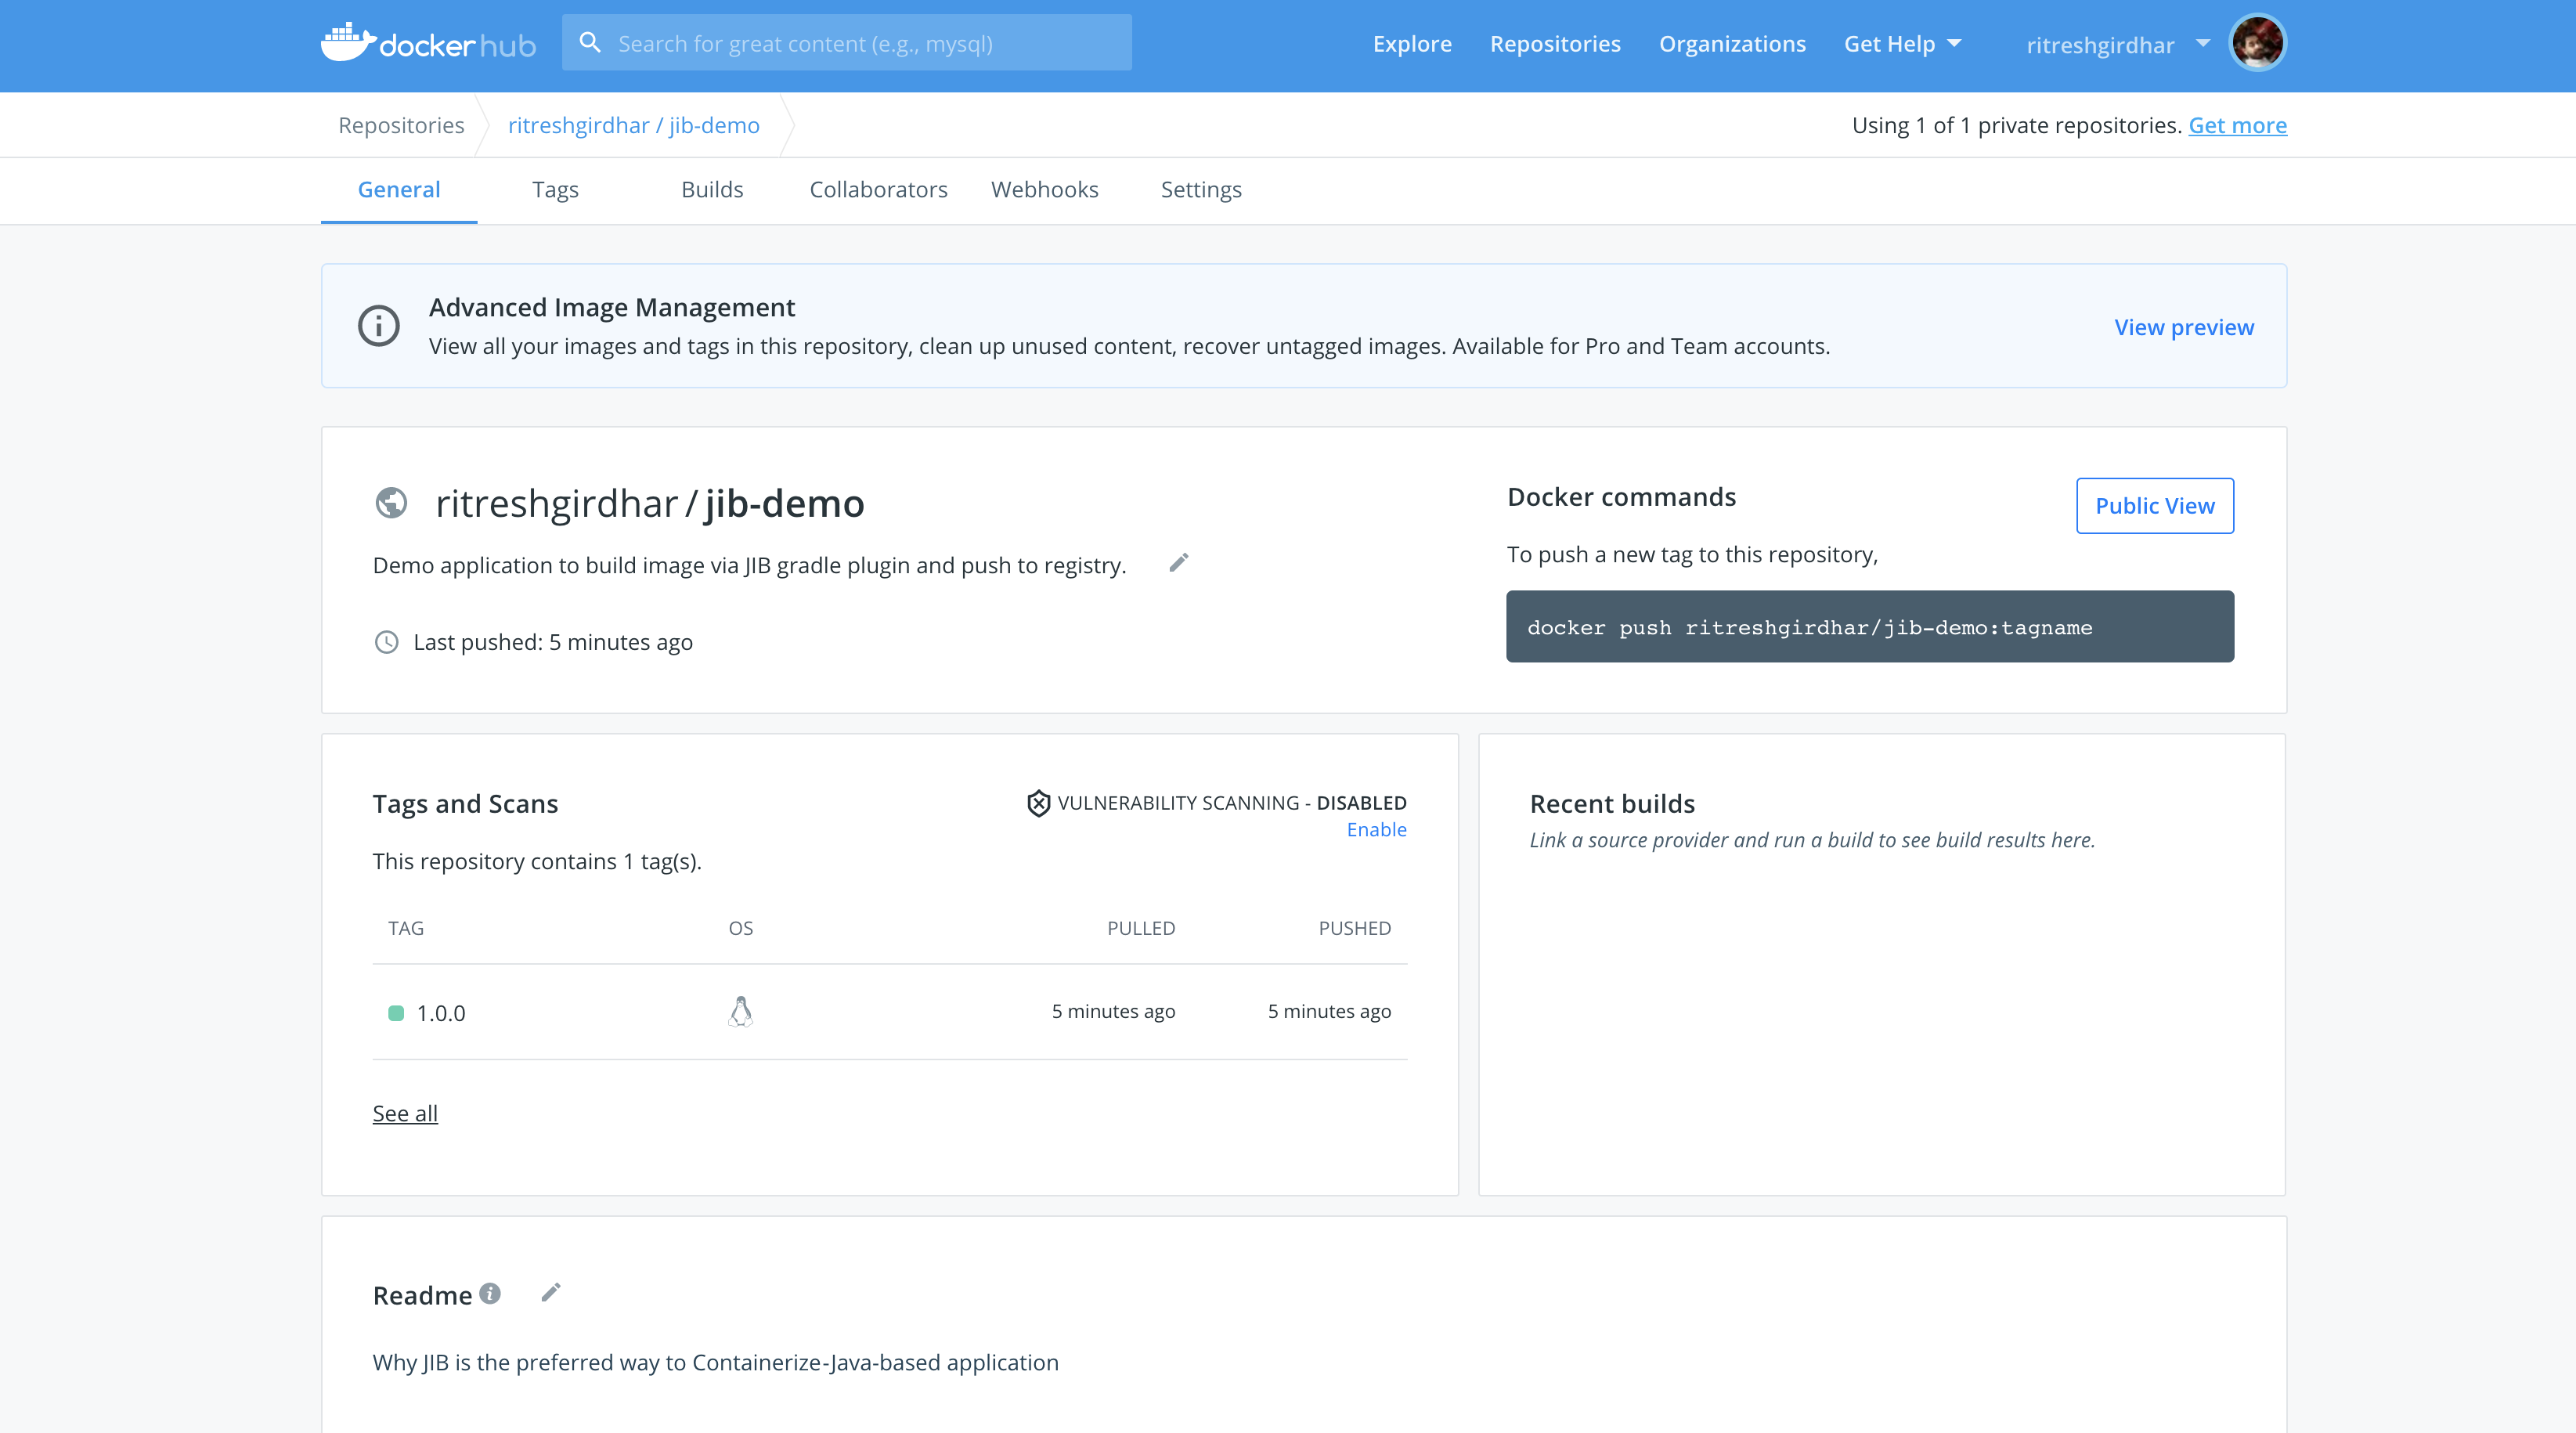 docker hub
Search for great content (e.g., mysql)
Explore
Repositories
Organizations
Get Help
ritreshgirdhar
Repositories
ritreshgirdhar / jib-demo
Using 1 of 1 private repositories. Get more
General
Tags
Builds
Collaborators
Webhooks
Settings
Advanced Image Management
View all your images and tags in this repository, clean up unused content, recover untagged images. Available for Pro and Team accounts.
View preview
ritreshgirdhar / jib-demo
Demo application to build image via JIB gradle plugin and push to registry.
Last pushed: 5 minutes ago
Docker commands
Public View
To push a new tag to this repository,
docker push ritreshgirdhar/jib-demo:tagname
Tags and Scans
VULNERABILITY SCANNING - DISABLED
Enable
This repository contains 1 tag(s).
TAG
OS
PULLED
PUSHED
1.0.0
5 minutes ago
5 minutes ago
See all
Recent builds
Link a source provider and run a build to see build results here.
Readme
Why JIB is the preferred way to Containerize-Java-based application